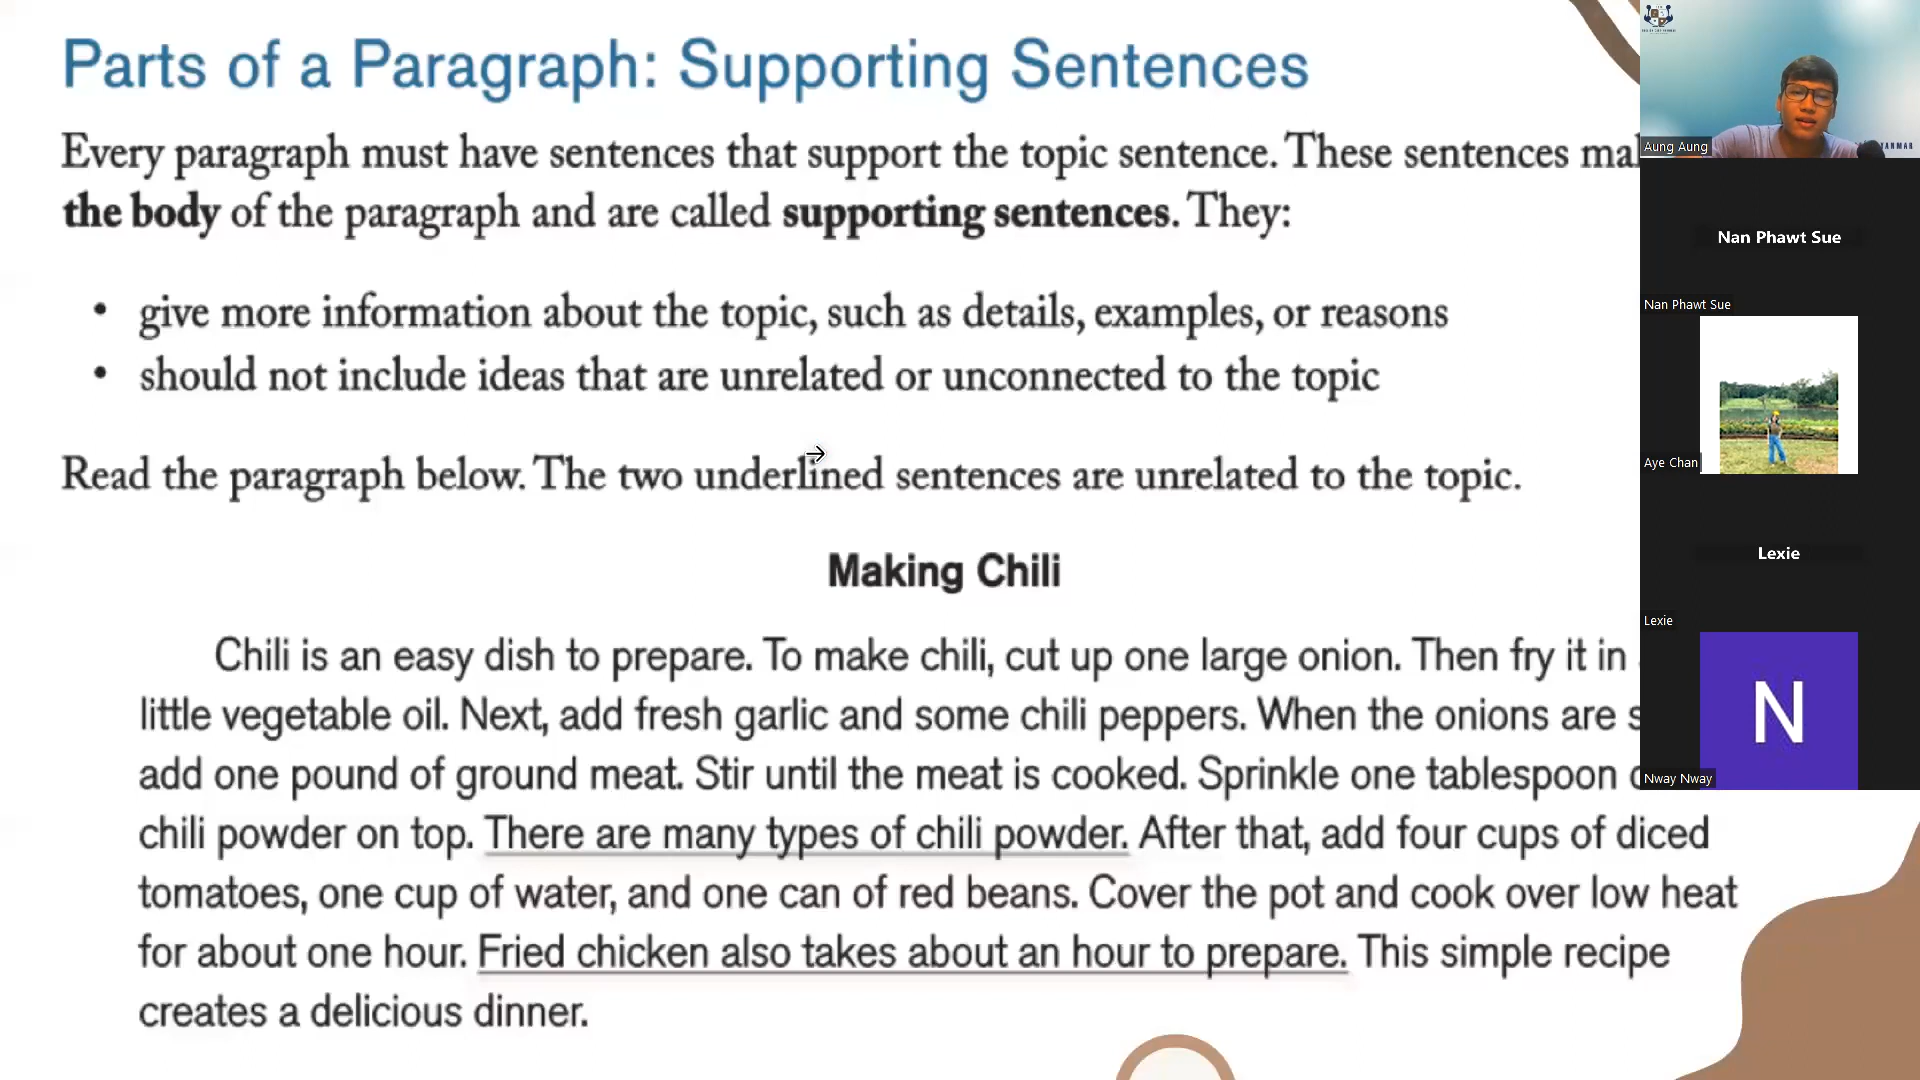 Parts of a Paragraph: Supporting Sentences
Every paragraph must have sentences that support the topic sentence. These sentences
the body of the paragraph and are called supporting sentences. They:
• give more information about the topic, such as details, examples, or reasons
• should not include ideas that are unrelated or unconnected to the topic
Read the paragraph below. The two underlined sentences are unrelated to the topic.
Making Chili
Chili is an easy dish to prepare. To make chili, cut up one large onion. Then fry it in
little vegetable oil. Next, add fresh garlic and some chili peppers. When the onions are
add one pound of ground meat. Stir until the meat is cooked. Sprinkle one tablespoon
chili powder on top. There are many types of chili powder. After that, add four cups of diced
tomatoes, one cup of water, and one can of red beans. Cover the pot and cook over low heat
for about one hour. Fried chicken also takes about an hour to prepare. This simple recipe
creates a delicious dinner.
Aung Aung
Nan Phawt Sue
Nan Phawt Sue
Aye Chan
Lexie
Lexie
N
Nway Nway